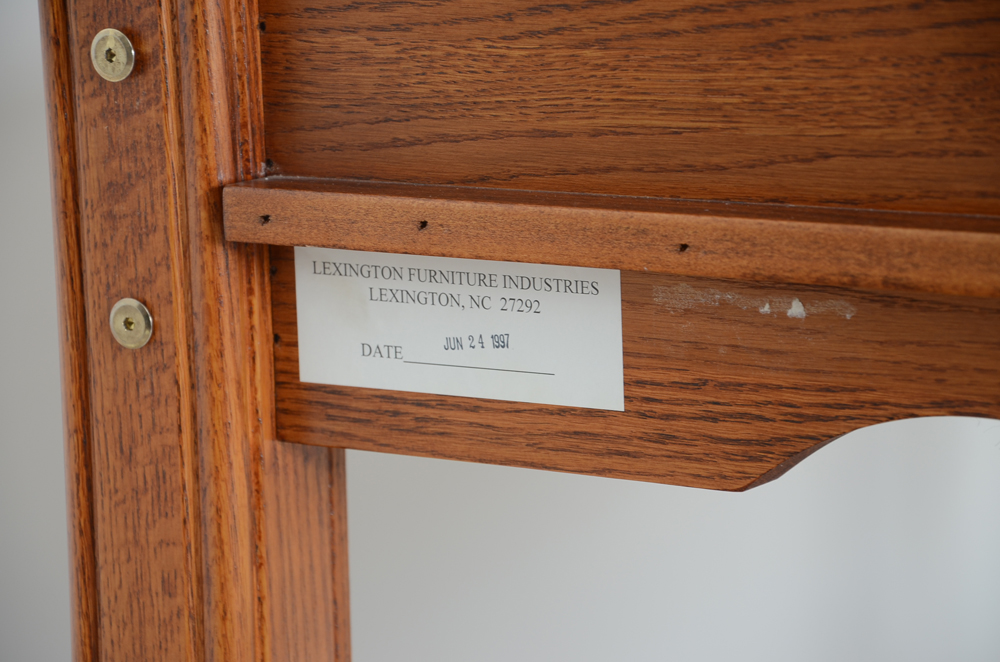 LEXINGTON FURNITURE INDUSTRIES
LEXINGTON, NC 27292
DATE JUN 24 1997